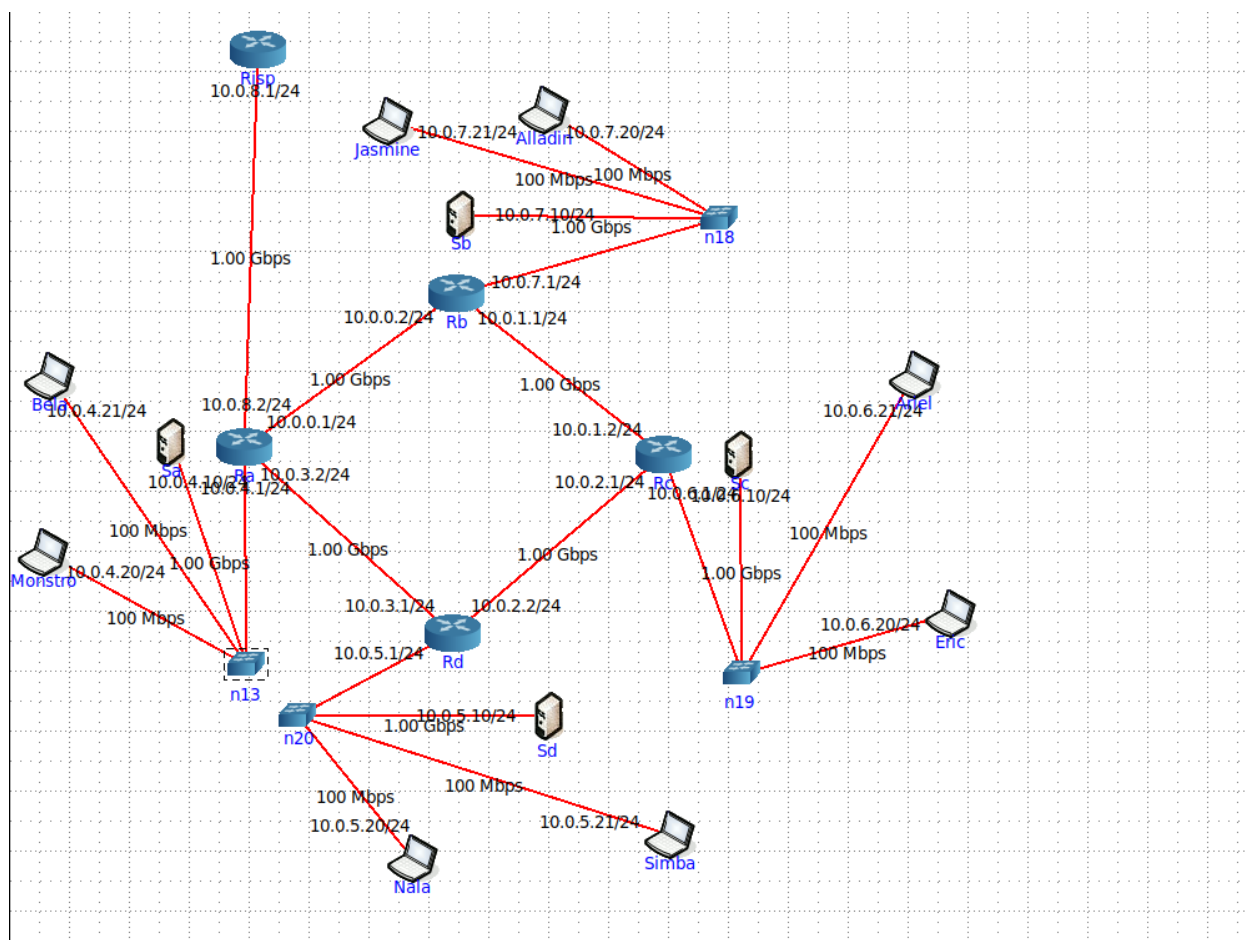 Risp
10.0.8.1/24
Jasmine
10.0.7.21/24
Alladin
10.0.7.20/24
100 Mbps
100 Mbps
Sb
10.0.7.10/24
1.00 Gbps
n18
1.00 Gbps
10.0.7.1/24
10.0.0.2/24
Rb
10.0.1.1/24
1.00 Gbps
1.00 Gbps
Bela
10.0.4.21/24
10.0.8.2/24
10.0.0.1/24
10.0.1.2/24
Ariel
10.0.6.21/24
Sa
Ra
10.0.3.2/24
10.0.4.10/24
10.0.4.1/24
Rc
10.0.2.1/24
Sc
10.0.6.1/24
10.0.6.10/24
100 Mbps
1.00 Gbps
1.00 Gbps
1.00 Gbps
100 Mbps
1.00 Gbps
Monstro
10.0.4.20/24
100 Mbps
10.0.3.1/24
10.0.2.2/24
10.0.6.20/24
Eric
100 Mbps
10.0.5.1/24
Rd
n13
n19
n20
10.0.5.10/24
1.00 Gbps
Sd
100 Mbps
100 Mbps
10.0.5.20/24
10.0.5.21/24
Simba
Nala